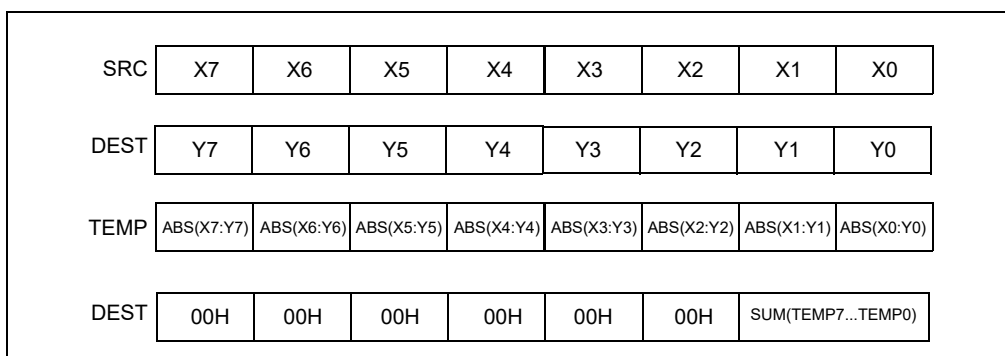 SRC X7 X6 X5 X4 X3 X2 X1 X0
DEST Y7 Y6 Y5 Y4 Y3 Y2 Y1 Y0
TEMP ABS(X7:Y7) ABS(X6:Y6) ABS(X5:Y5) ABS(X4:Y4) ABS(X3:Y3) ABS(X2:Y2) ABS(X1:Y1) ABS(X0:Y0)
DEST 00H 00H 00H 00H 00H 00H SUM(TEMP7...TEMP0)